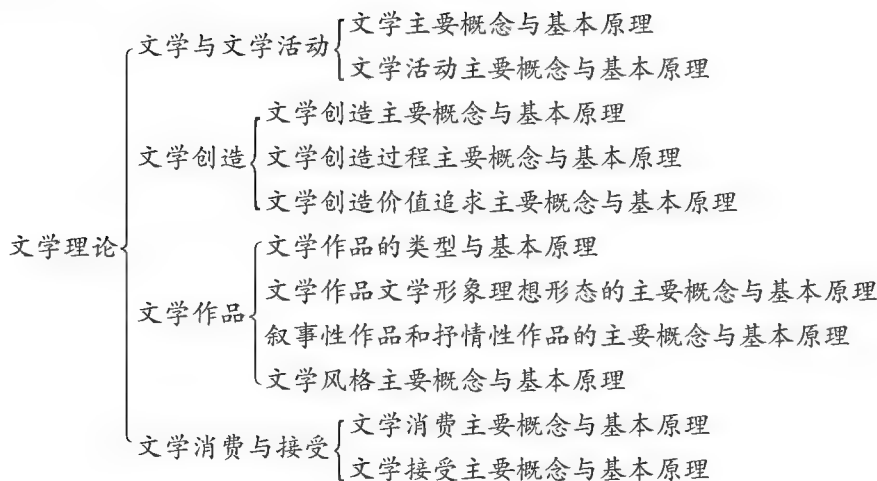 文学理论
文学与文学活动
文学主要概念与基本原理
文学活动主要概念与基本原理
文学创造
文学创造主要概念与基本原理
文学创造过程主要概念与基本原理
文学创造价值追求主要概念与基本原理
文学作品
文学作品的类型与基本原理
文学作品文学形象理想形态的主要概念与基本原理
叙事性作品和抒情性作品的主要概念与基本原理
文学风格主要概念与基本原理
文学消费与接受
文学消费主要概念与基本原理
文学接受主要概念与基本原理